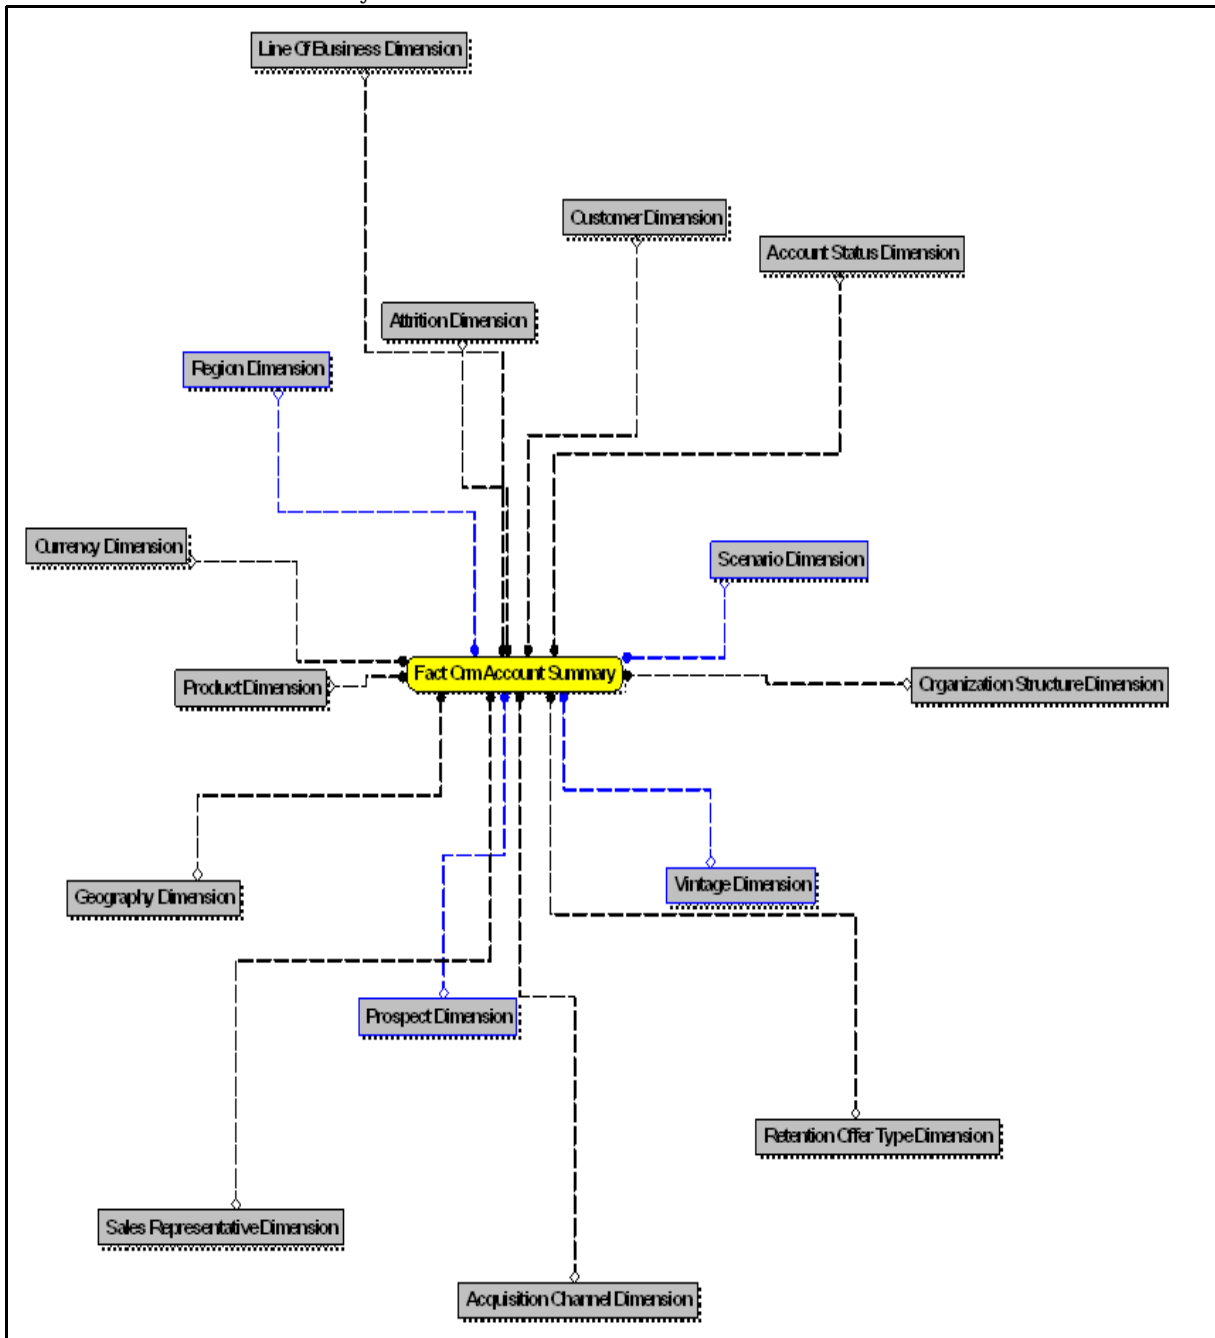 Line Of Business Dimension
Customer Dimension
Account Status Dimension
Attrition Dimension
Region Dimension
Currency Dimension
Scenario Dimension
Fact Crm Account Summary
Product Dimension
Organization Structure Dimension
Geography Dimension
Vintage Dimension
Prospect Dimension
Retention Offer Type Dimension
Sales Representative Dimension
Acquisition Channel Dimension